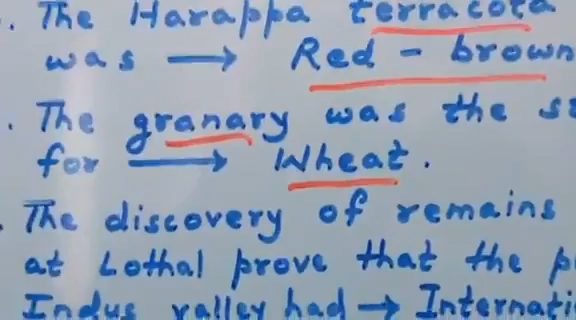 . The Harappa terracota
was → Red - brown
. The granary was the
for → Wheat.
. The discovery of remains
at Lothal prove that the
Indus valley had →